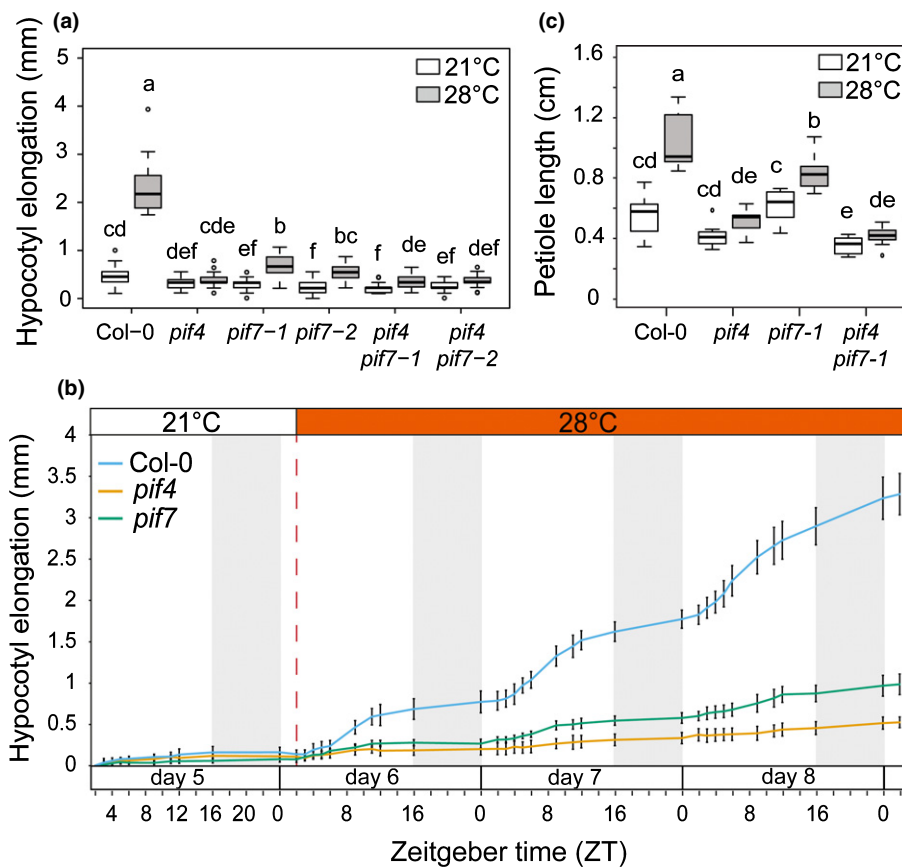 (a)
Hypocotyl elongation (mm)
5
4
3
2
1
0
21°C
28°C
cd
a
def
cde
ef
b
f
bc
f
de
ef
def
Col−0
pif4
pif7−1
pif7−2
pif4
pif7−1
pif4
pif7−2
(c)
Petiole length (cm)
1.6
1.2
0.8
0.4
0
21°C
28°C
cd
a
cd
de
c
b
e
de
Col-0
pif4
pif7-1
pif4
pif7-1
(b)
21°C
28°C
Hypocotyl elongation (mm)
4
3.5
3
2.5
2
1.5
1
0.5
0
Col-0
pif4
pif7
day 5
day 6
day 7
day 8
4 8 12 16 20 0 8 16 0 8 16 0 8 16 0
Zeitgeber time (ZT)